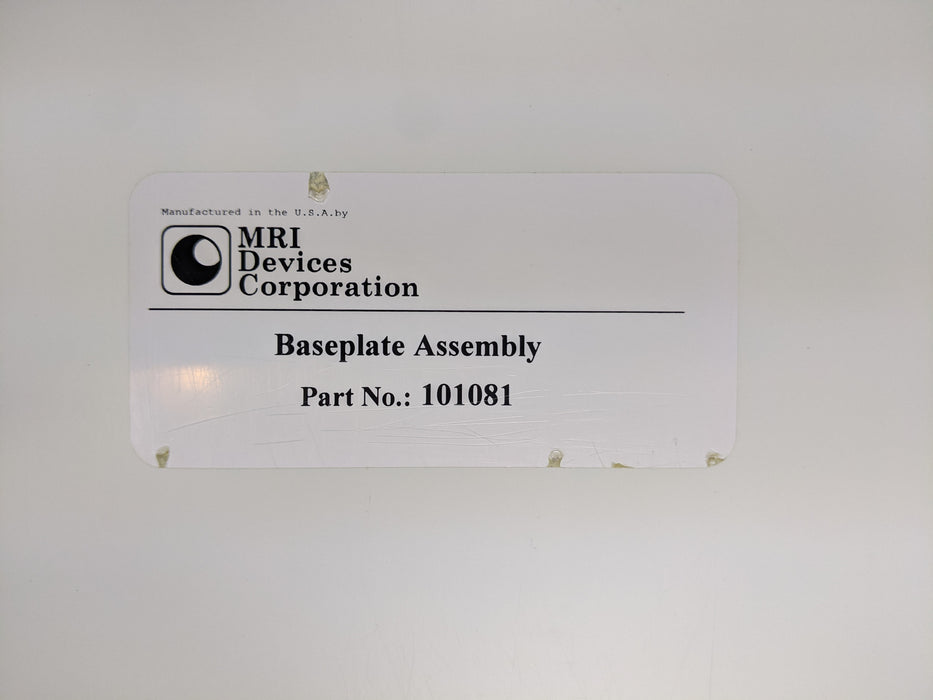 Manufactured in the U.S.A.by
MRI
Devices
Corporation
Baseplate Assembly
Part No.: 101081